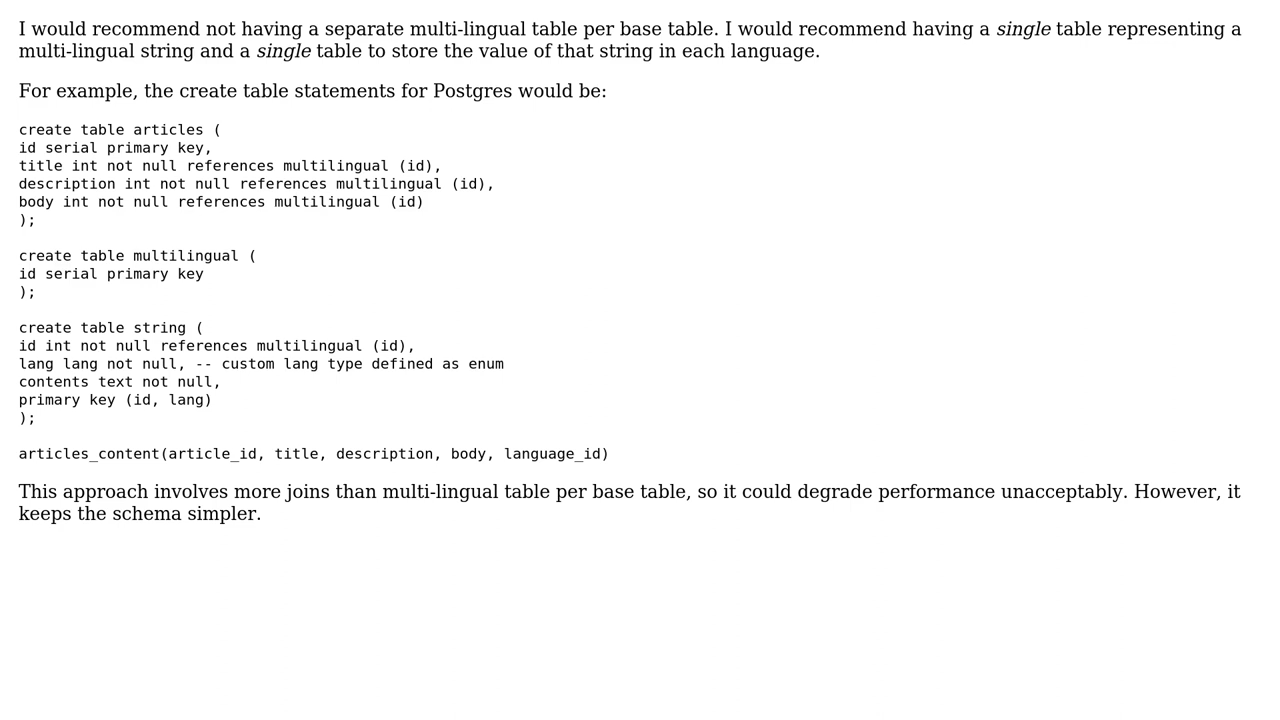 I would recommend not having a separate multi-lingual table per base table. I would recommend having a single table representing a
multi-lingual string and a single table to store the value of that string in each language.
For example, the create table statements for Postgres would be:
create table articles (
id serial primary key,
title int not null references multilingual (id),
description int not null references multilingual (id),
body int not null references multilingual (id)
);
create table multilingual (
id serial primary key
);
create table string (
id int not null references multilingual (id),
lang lang not null, -- custom lang type defined as enum
contents text not null,
primary key (id, lang)
);
articles_content(article_id, title, description, body, language_id)
This approach involves more joins than multi-lingual table per base table, so it could degrade performance unacceptably. However, it
keeps the schema simpler.